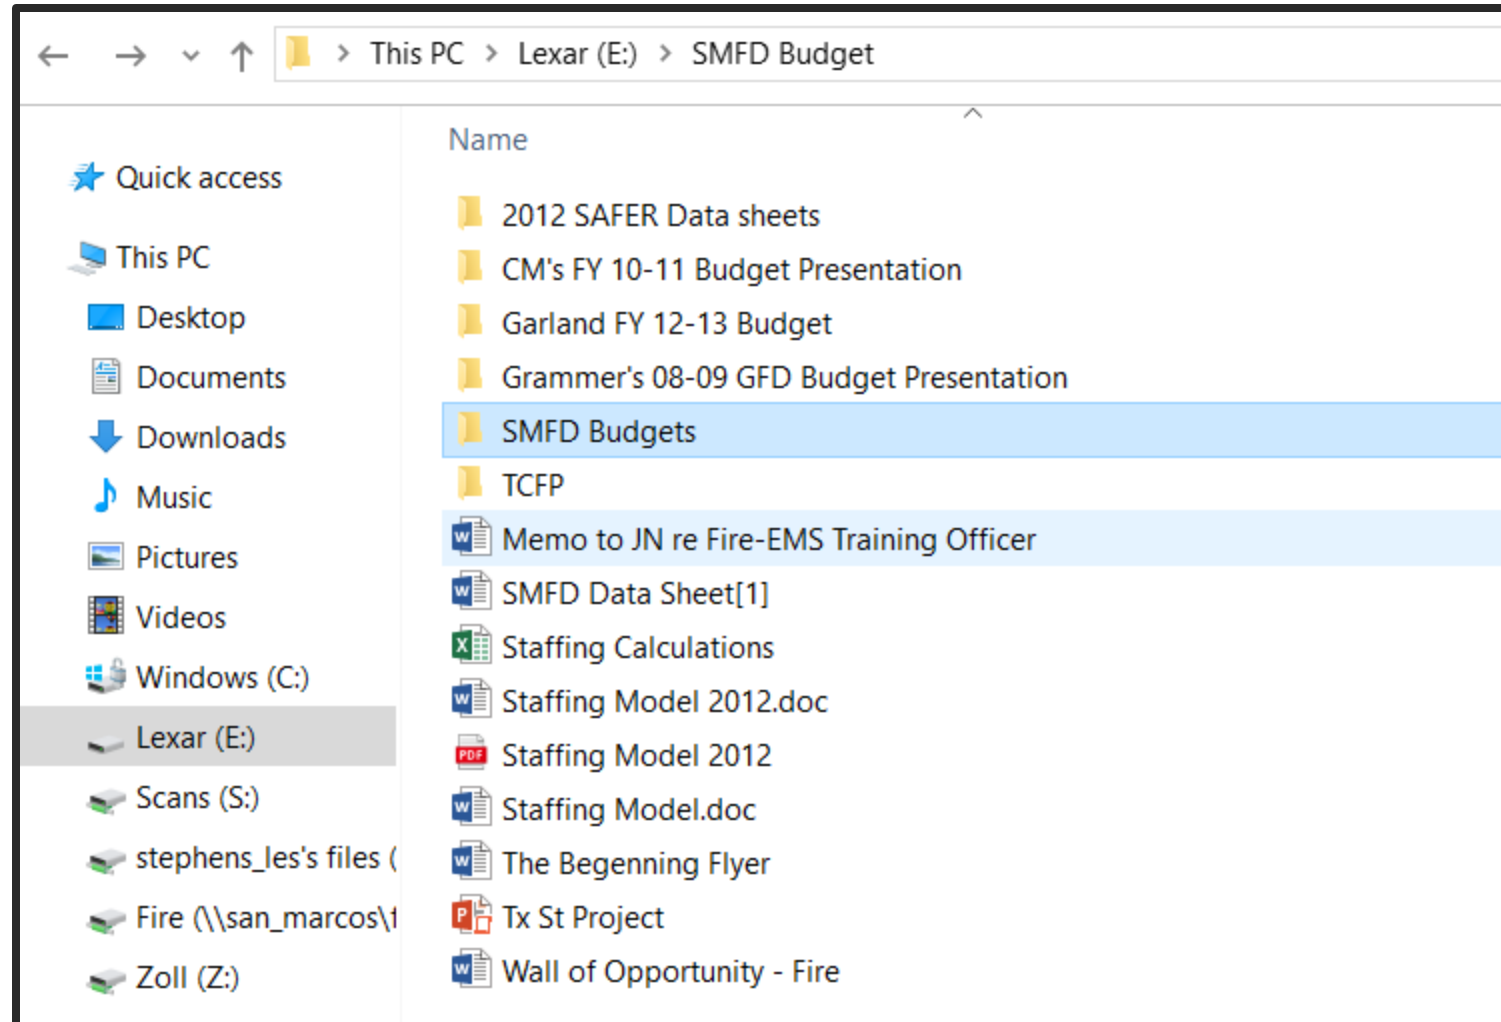 This PC > Lexar (E:) > SMFD Budget
Name
Quick access
This PC
Desktop
Documents
Downloads
Music
Pictures
Videos
Windows (C:)
Lexar (E:)
Scans (S:)
stephens_les's files (
Fire (\\san_marcos\f
Zoll (Z:)
2012 SAFER Data sheets
CM's FY 10-11 Budget Presentation
Garland FY 12-13 Budget
Grammer's 08-09 GFD Budget Presentation
SMFD Budgets
TCFP
Memo to JN re Fire-EMS Training Officer
SMFD Data Sheet[1]
Staffing Calculations
Staffing Model 2012.doc
PDF Staffing Model 2012
Staffing Model.doc
The Begenning Flyer
Tx St Project
Wall of Opportunity - Fire